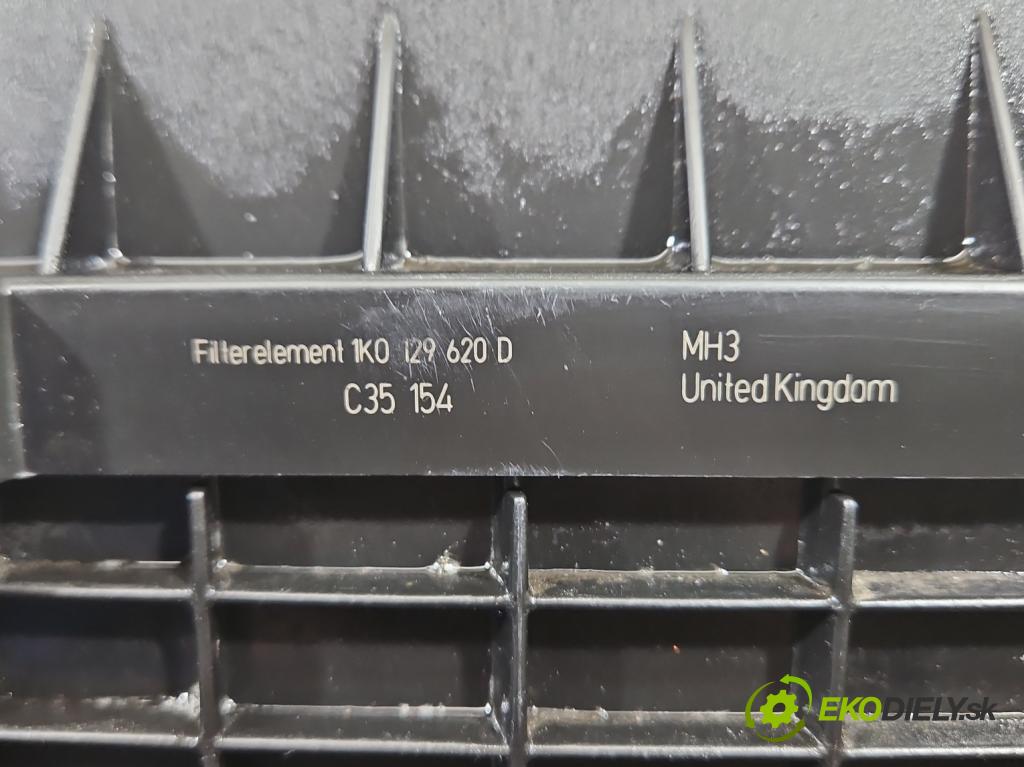 Filterelement 1K0 129 620 D
C35 154
MH3
United Kingdom
EKODIELY.sk